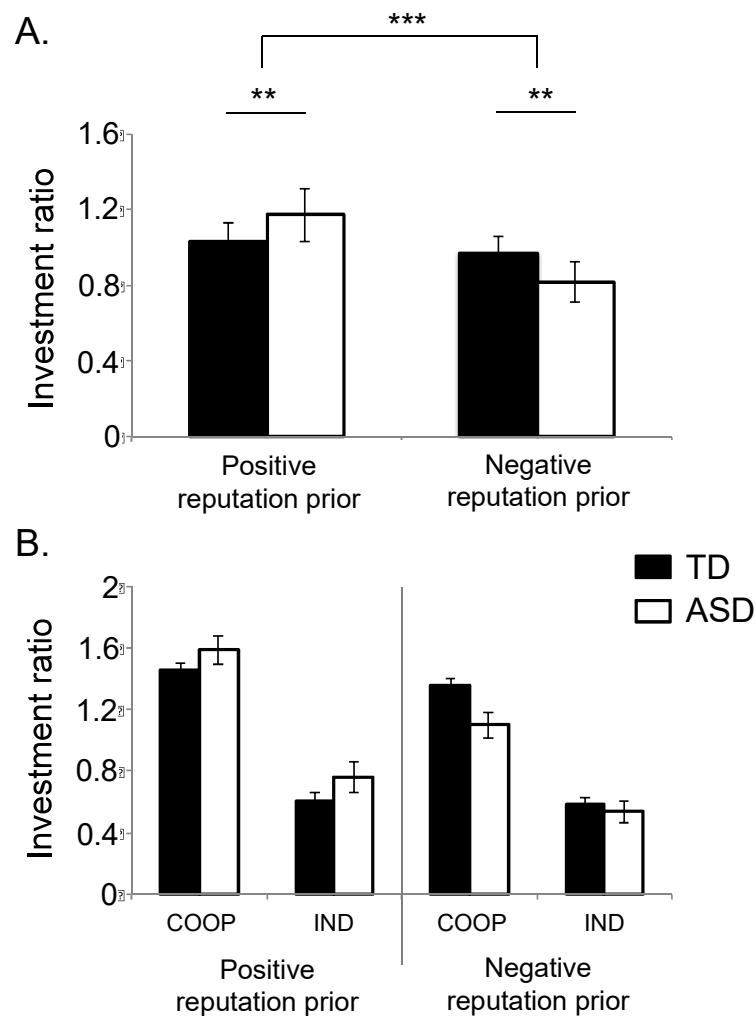 A.
***
**
**
Investment ratio
1.6
1.2
0.8
0.4
0
Positive
reputation prior
Negative
reputation prior
B.
TD
ASD
Investment ratio
2
1.6
1.2
0.8
0.4
0
COOP
IND
COOP
IND
Positive
reputation prior
Negative
reputation prior